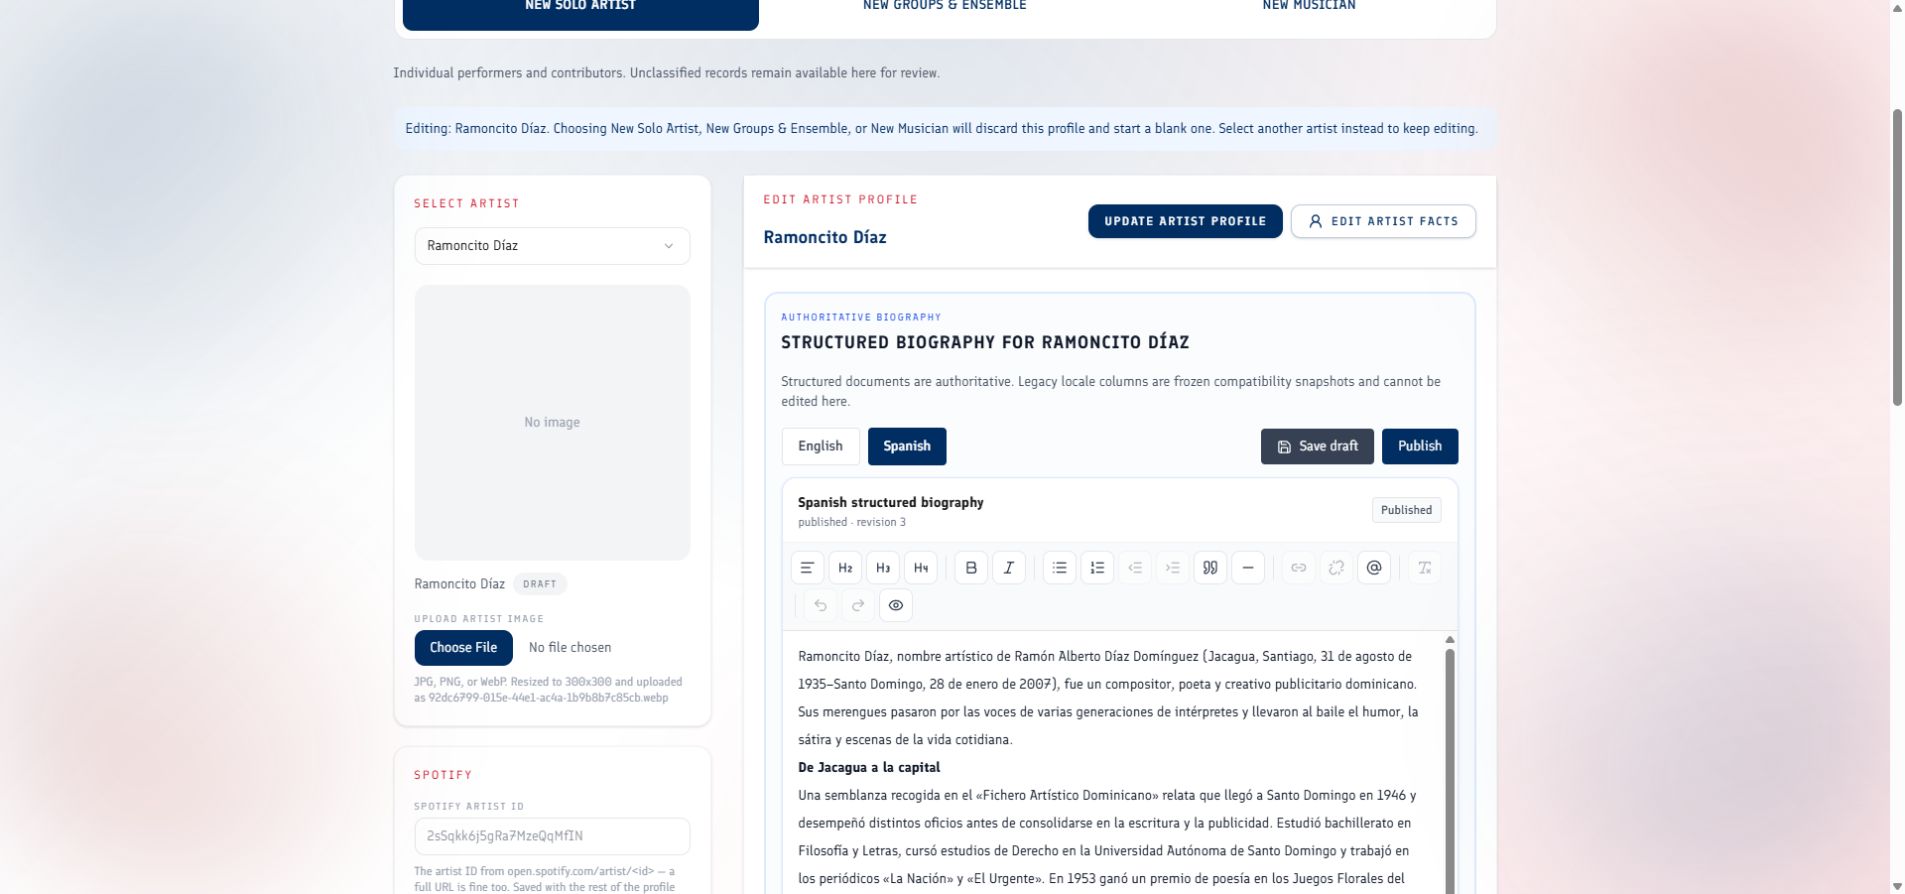 NEW SOLO ARTIST
NEW GROUPS & ENSEMBLE
NEW MUSICIAN
Individual performers and contributors. Unclassified records remain available here for review.
Editing: Ramoncito Díaz. Choosing New Solo Artist, New Groups & Ensemble, or New Musician will discard this profile and start a blank one. Select another artist instead to keep editing.
SELECT ARTIST
Ramoncito Díaz
No image
Ramoncito Díaz DRAFT
UPLOAD ARTIST IMAGE
Choose File No file chosen
JPG, PNG, or WebP. Resized to 300x300 and uploaded
as 92dc6799-015e-44e1-ac4a-1b9b8b7c85cb.webp
SPOTIFY
SPOTIFY ARTIST ID
2sSqkk6j5gRa7MzeQqMfIN
The artist ID from open.spotify.com/artist/<id> — a
full URL is fine too. Saved with the rest of the profile
EDIT ARTIST PROFILE
Ramoncito Díaz
UPDATE ARTIST PROFILE
EDIT ARTIST FACTS
AUTHORITATIVE BIOGRAPHY
STRUCTURED BIOGRAPHY FOR RAMONCITO DÍAZ
Structured documents are authoritative. Legacy locale columns are frozen compatibility snapshots and cannot be
edited here.
English Spanish
Save draft Publish
Spanish structured biography
published · revision 3
Published
H2 H3 H4 B I
Ramoncito Díaz, nombre artístico de Ramón Alberto Díaz Domínguez (Jacagua, Santiago, 31 de agosto de
1935–Santo Domingo, 28 de enero de 2007), fue un compositor, poeta y creativo publicitario dominicano.
Sus merengues pasaron por las voces de varias generaciones de intérpretes y llevaron al baile el humor, la
sátira y escenas de la vida cotidiana.
De Jacagua a la capital
Una semblanza recogida en el «Fichero Artístico Dominicano» relata que llegó a Santo Domingo en 1946 y
desempeñó distintos oficios antes de consolidarse en la escritura y la publicidad. Estudió bachillerato en
Filosofía y Letras, cursó estudios de Derecho en la Universidad Autónoma de Santo Domingo y trabajó en
los periódicos «La Nación» y «El Urgente». En 1953 ganó un premio de poesía en los Juegos Florales del